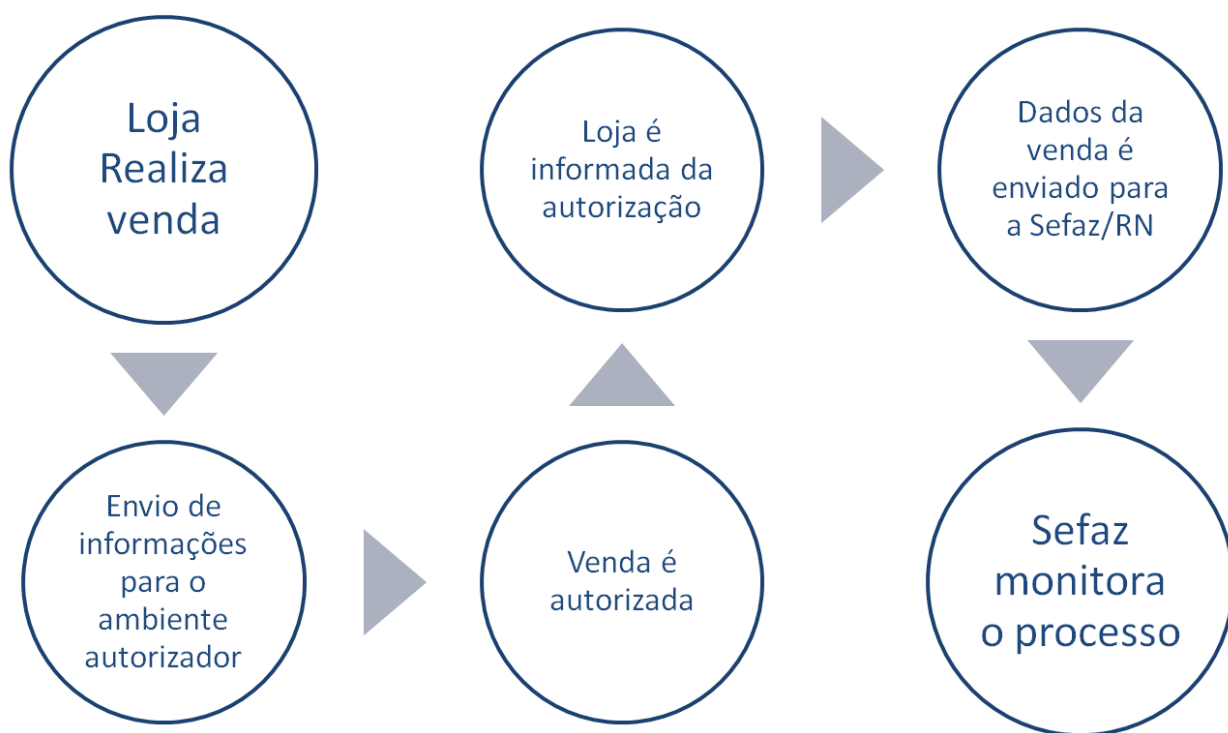 Loja
Realiza
venda
Envio de
informações
para o
ambiente
autorizador
Venda é
autorizada
Loja é
informada da
autorização
Dados da
venda é
enviado para
a Sefaz/RN
Sefaz
monitora
o processo